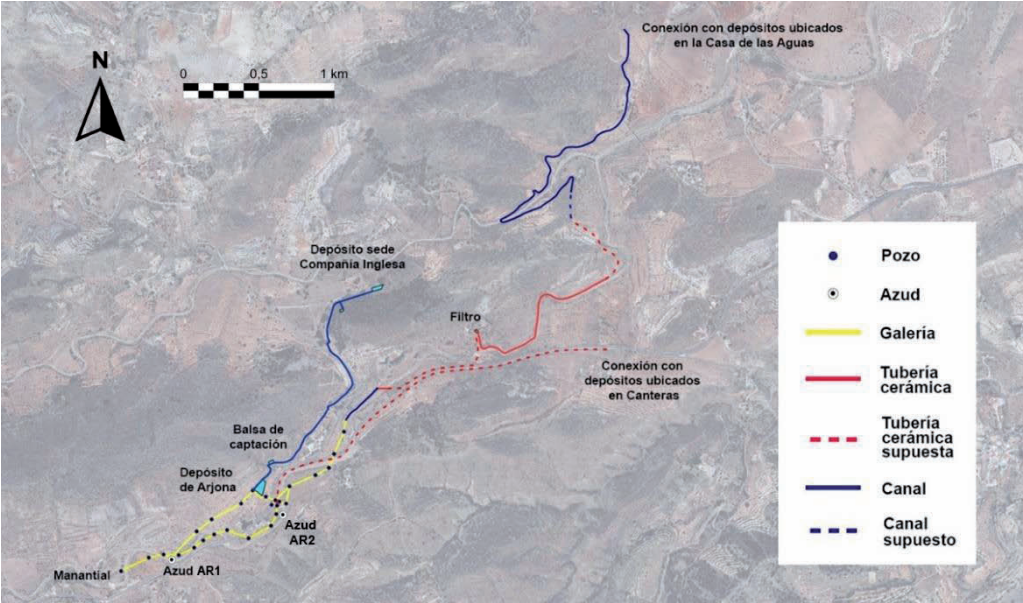 Conexión con depósitos ubicados
en la Casa de las Aguas
N
0 0.5 1 km
Depósito sede
Compañía Inglesa
Filtro
Conexión con
depósitos ubicados
en Canteras
Balsa de
captación
Depósito
de Arjona
Azud
AR2
Azud AR1
Manantial
Pozo
Azud
Galería
Tubería
cerámica
Tubería
cerámica
supuesta
Canal
Canal
supuesto